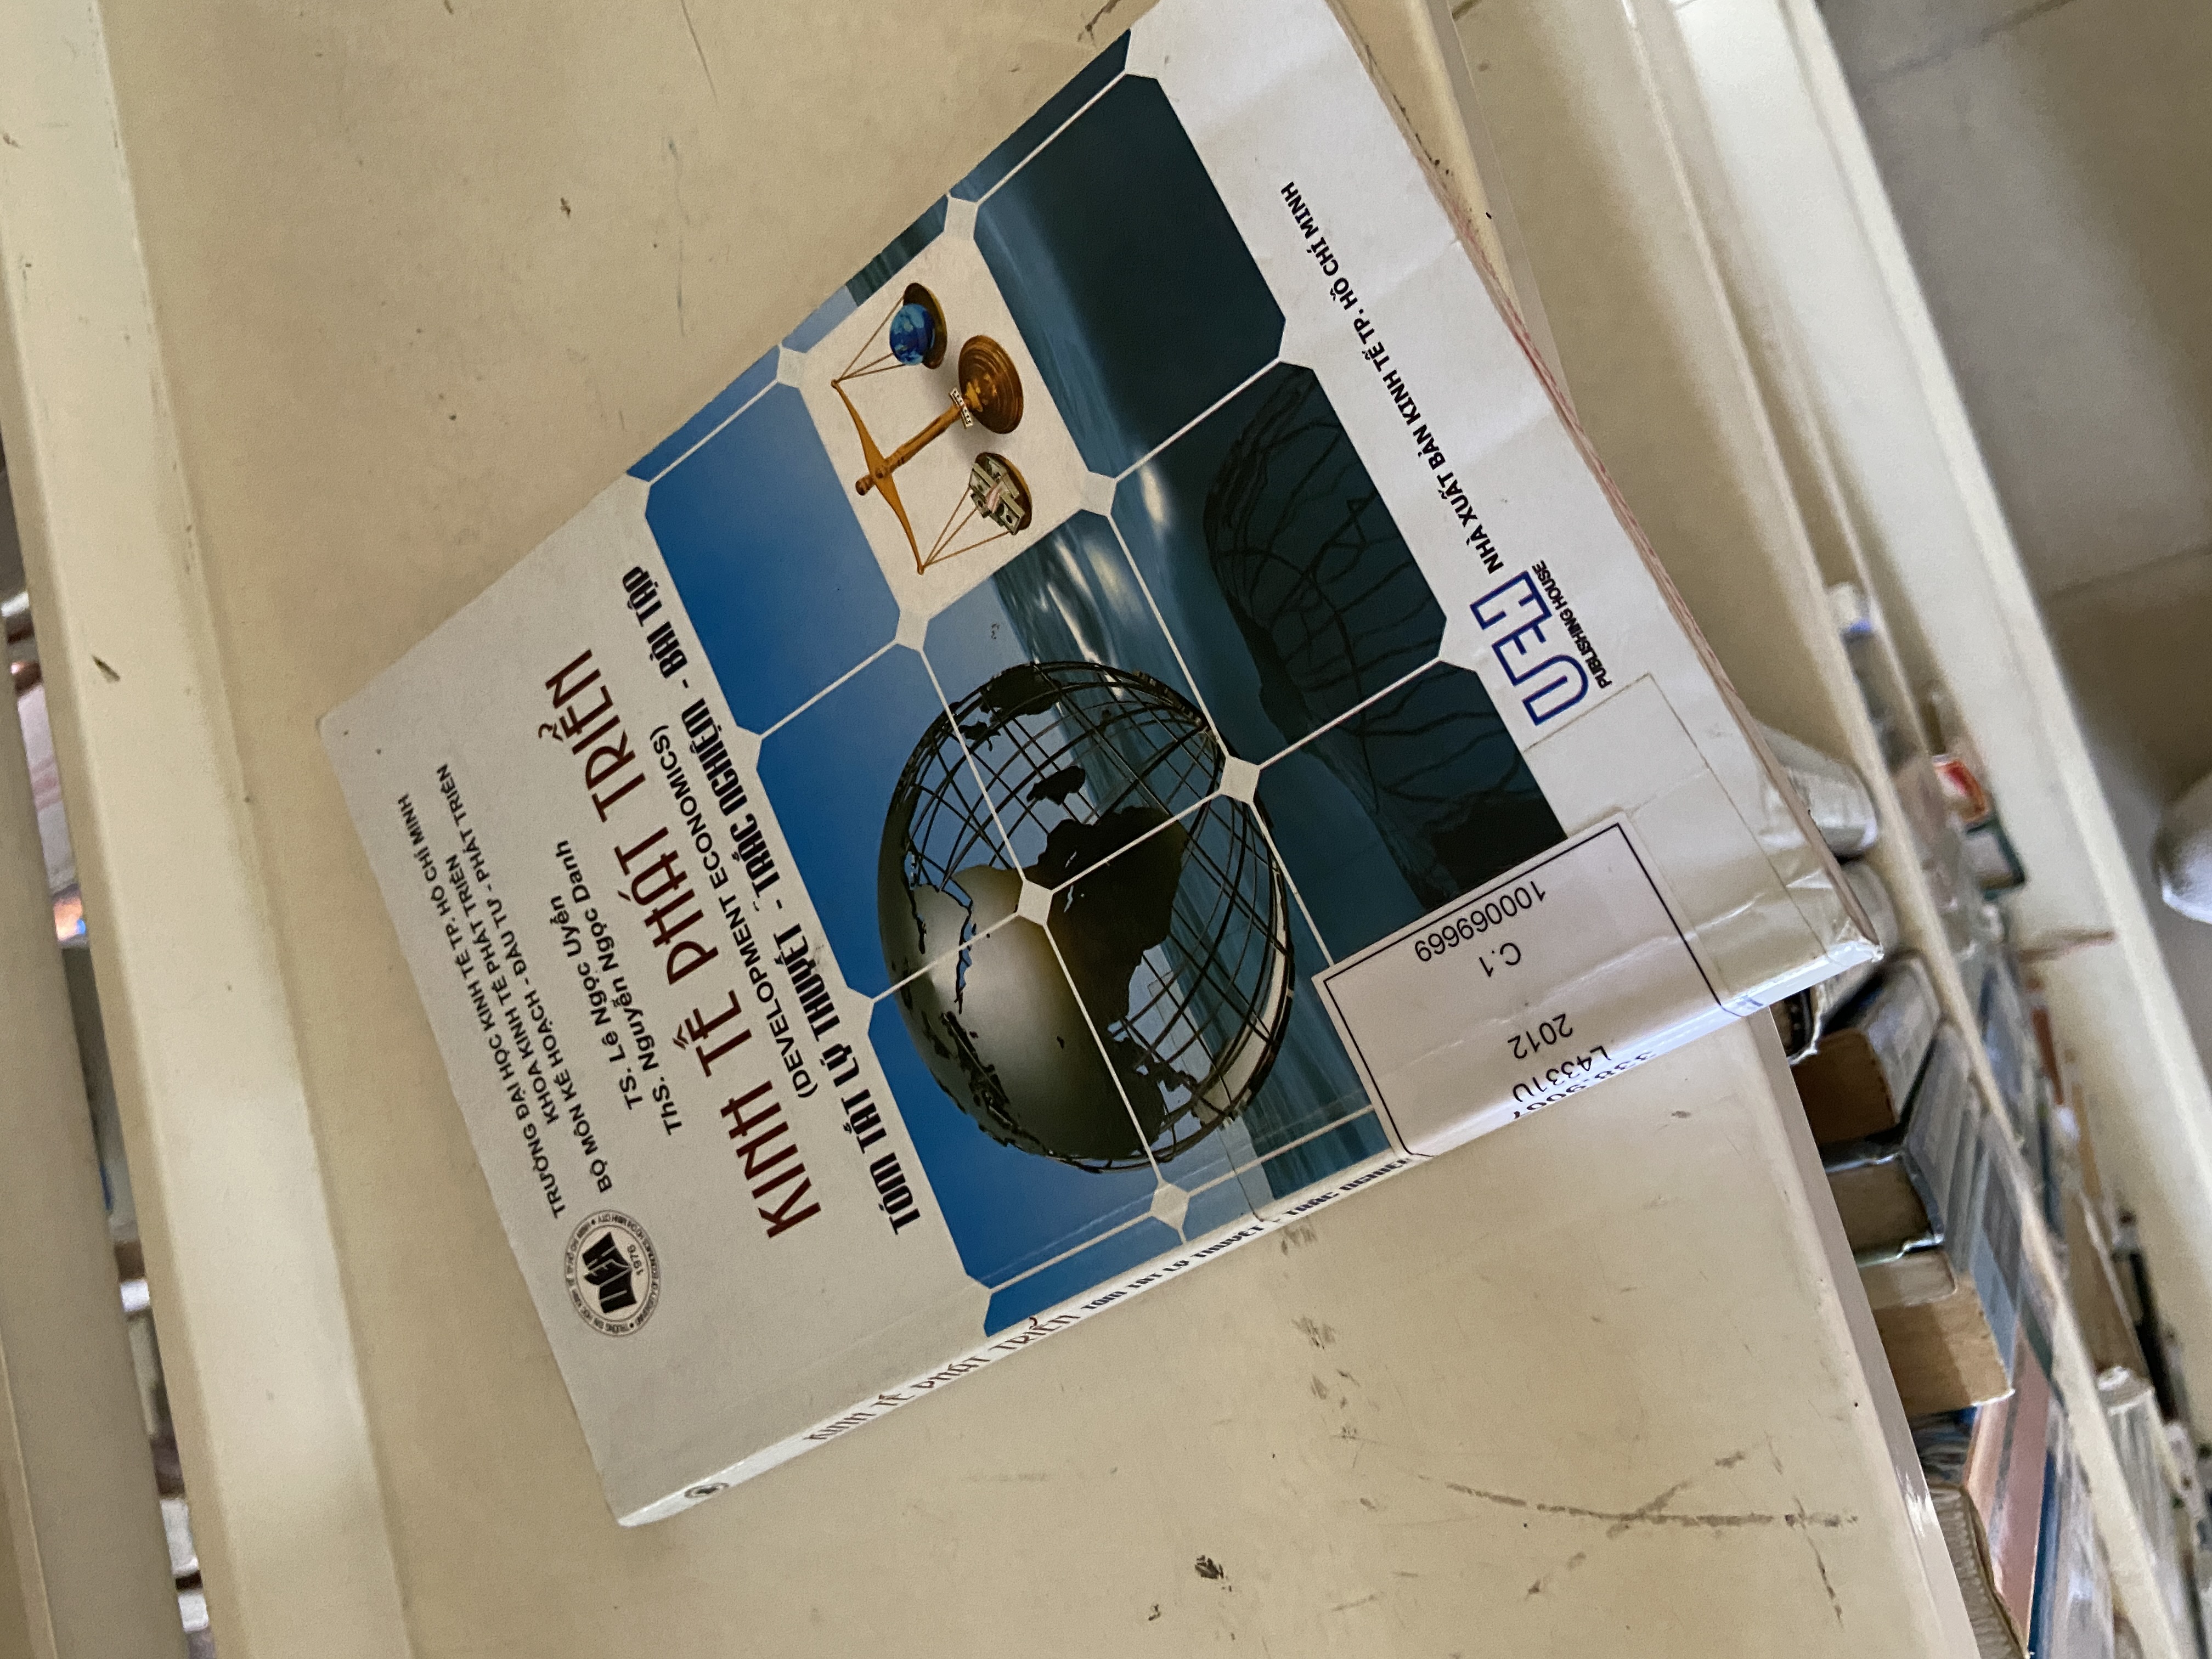 TRƯỜNG ĐẠI HỌC KINH TẾ TP. HỒ CHÍ MINH
KHOA KINH TẾ PHÁT TRIỂN
BỘ MÔN KẾ HOẠCH - ĐẦU TƯ - PHÁT TRIỂN
UEH
1976
TS. Lê Ngọc Uyển
ThS. Nguyễn Ngọc Danh
KINH TẾ PHÁT TRIỂN
(DEVELOPMENT ECONOMICS)
TÓM TẮT LÝ THUYẾT - TRẮC NGHIỆM - BÀI TẬP
KINH TẾ PHÁT TRIỂN TÓM TẮT LÝ THUYẾT - TRẮC NGHIỆM
L4331U
2012
C.1
1000069669
UEH
PUBLISHING HOUSE
NHÀ XUẤT BẢN KINH TẾ TP. HỒ CHÍ MINH